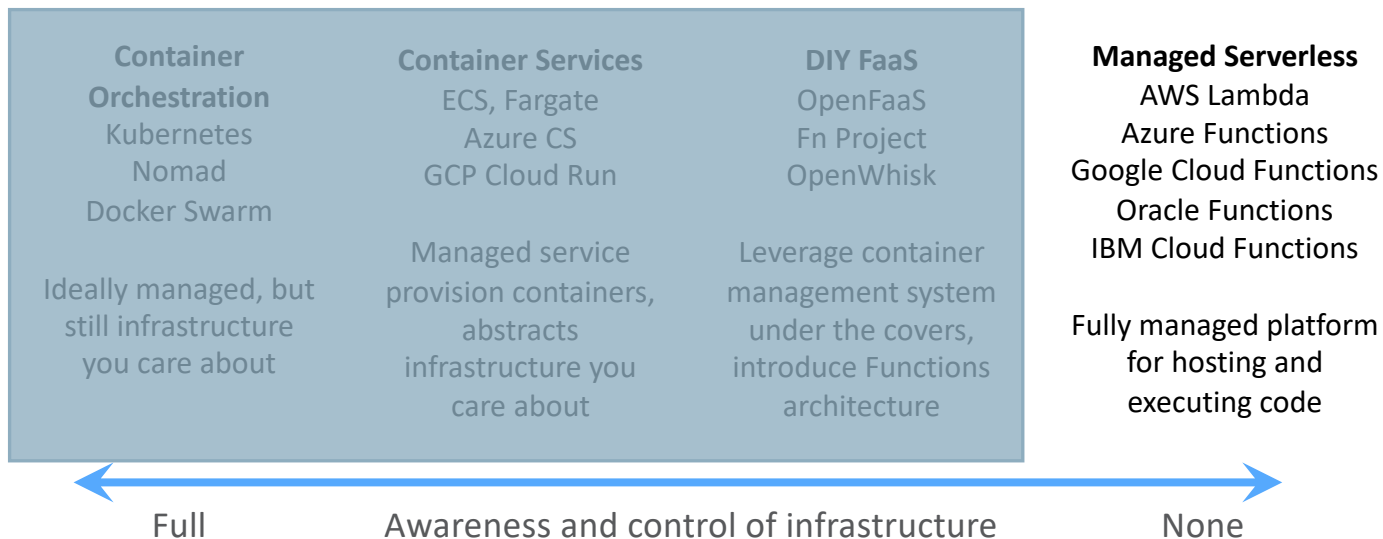 Container
Orchestration
Kubernetes
Nomad
Docker Swarm
Ideally managed, but
still infrastructure
you care about
Container Services
ECS, Fargate
Azure CS
GCP Cloud Run
Managed service
provision containers,
abstracts
infrastructure you
care about
DIY FaaS
OpenFaaS
Fn Project
OpenWhisk
Leverage container
management system
under the covers,
introduce Functions
architecture
Managed Serverless
AWS Lambda
Azure Functions
Google Cloud Functions
Oracle Functions
IBM Cloud Functions
Fully managed platform
for hosting and
executing code
Full
Awareness and control of infrastructure
None